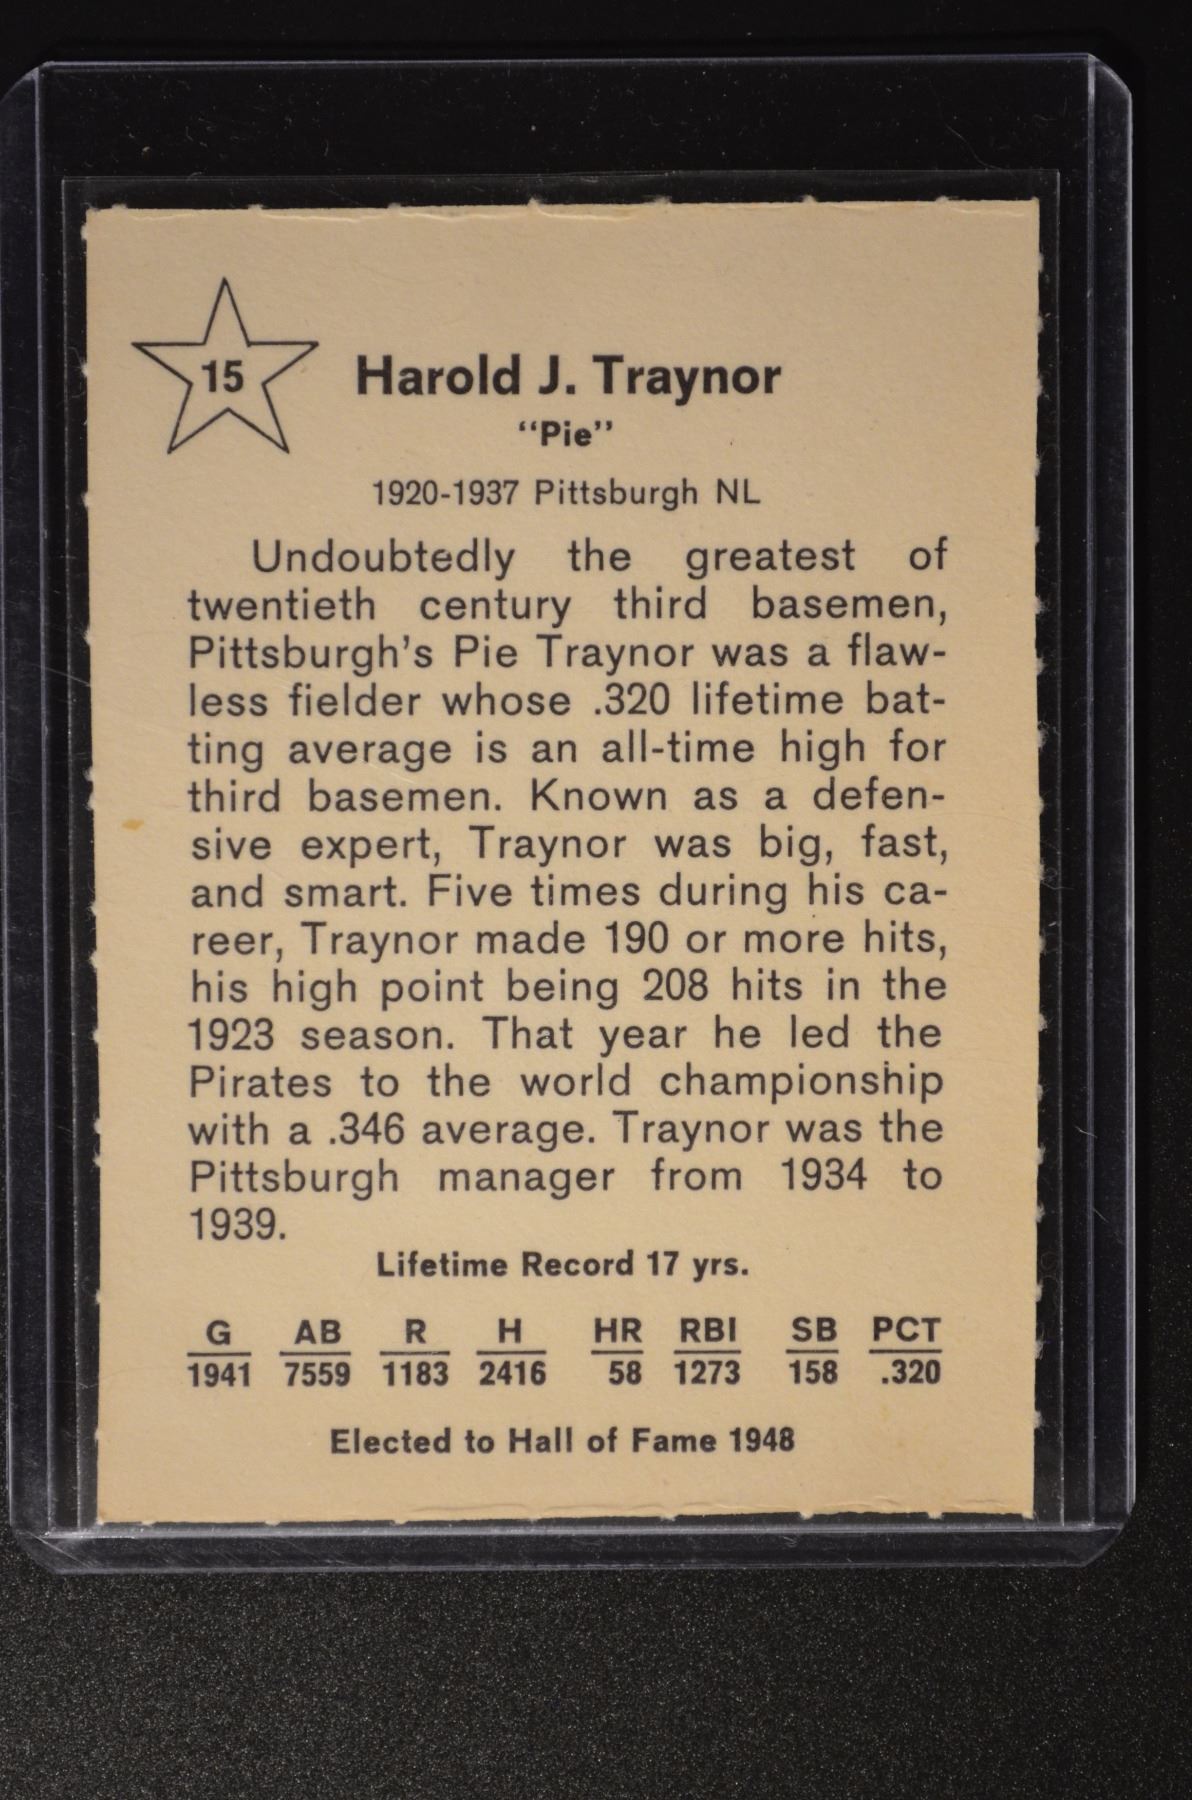 15
Harold J. Traynor
“Pie”
1920-1937 Pittsburgh NL
Undoubtedly the greatest of
twentieth century third basemen,
Pittsburgh's Pie Traynor was a flaw-
less fielder whose .320 lifetime bat-
ting average is an all-time high for
third basemen. Known as a defen-
sive expert, Traynor was big, fast,
and smart. Five times during his ca-
reer, Traynor made 190 or more hits,
his high point being 208 hits in the
1923 season. That year he led the
Pirates to the world championship
with a .346 average. Traynor was the
Pittsburgh manager from 1934 to
1939.
Lifetime Record 17 yrs.
G AB R H HR RBI SB PCT
1941 7559 1183 2416 58 1273 158 .320
Elected to Hall of Fame 1948